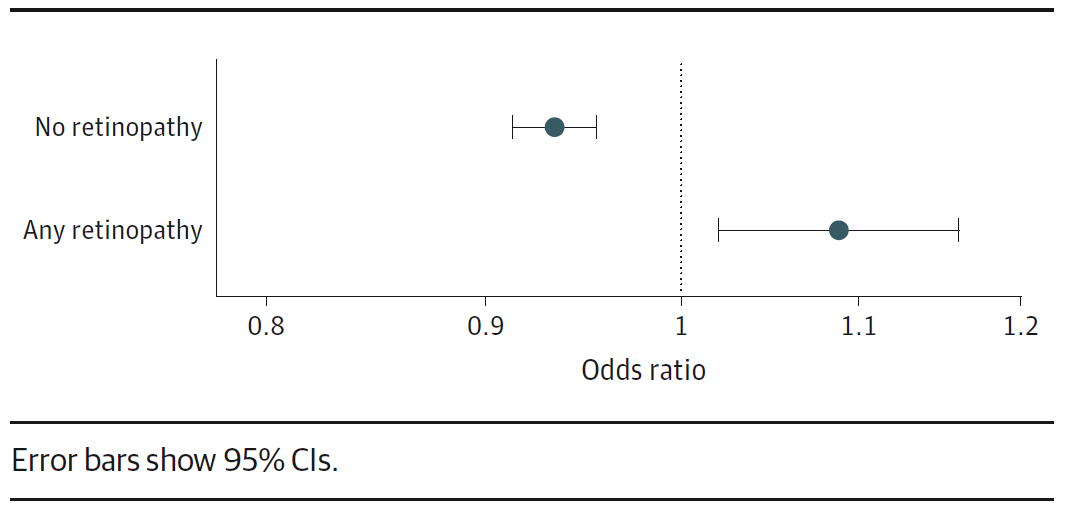 No retinopathy
Any retinopathy
0.8 0.9 1 1.1 1.2
Odds ratio
Error bars show 95% CIs.